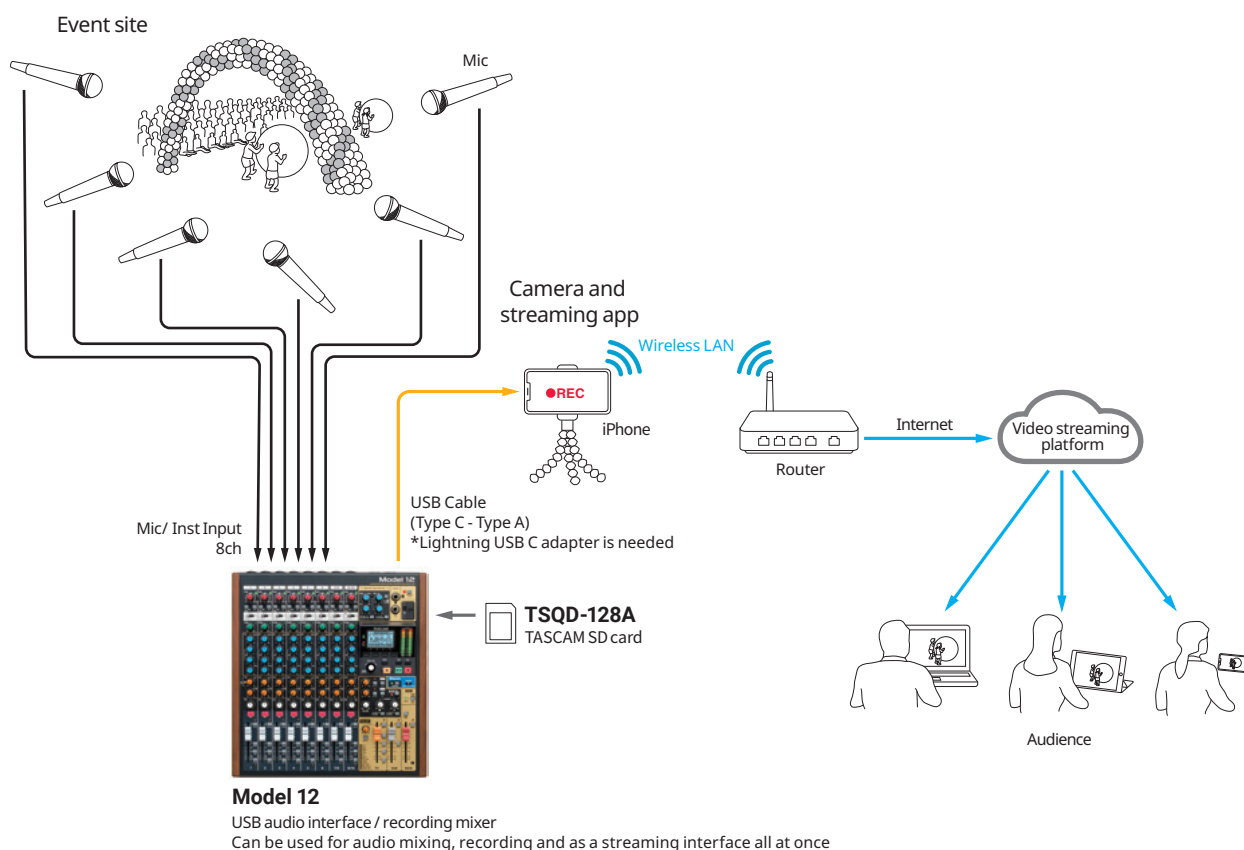 Event site
Mic
Camera and
streaming app
Wireless LAN
REC
iPhone
Router
Internet
Video streaming
platform
USB Cable
(Type C - Type A)
*Lightning USB C adapter is needed
Mic/ Inst Input
8ch
Model 12
TSQD-128A
TASCAM SD card
Audience
Model 12
USB audio interface / recording mixer
Can be used for audio mixing, recording and as a streaming interface all at once